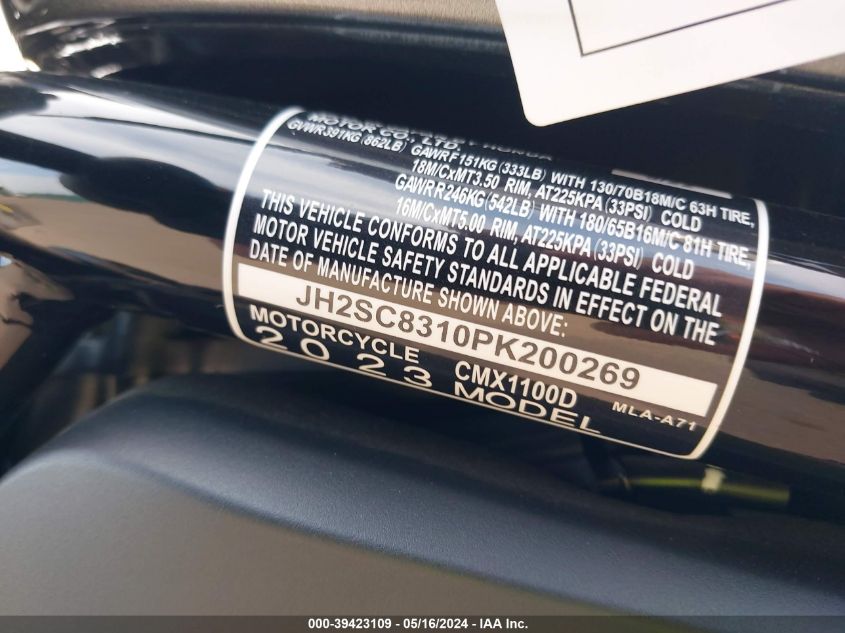 MOTOR CO., LTD.
GVWR391KG (862LB) GAWRF151KG (333LB) WITH 130/70B18M/C 63H TIRE,
18M/CxMT3.50 RIM, AT225KPA (33PSI) COLD
GAWRR246KG (542LB) WITH 180/65B16M/C 81H TIRE,
16M/CxMT5.00 RIM, AT225KPA (33PSI) COLD
THIS VEHICLE CONFORMS TO ALL APPLICABLE FEDERAL
MOTOR VEHICLE SAFETY STANDARDS IN EFFECT ON THE
DATE OF MANUFACTURE SHOWN ABOVE:
JH2SC8310PK200269
MOTORCYCLE CMX1100D
2023 MODEL MLA-A71
000-39423109 - 05/16/2024 - IAA Inc.